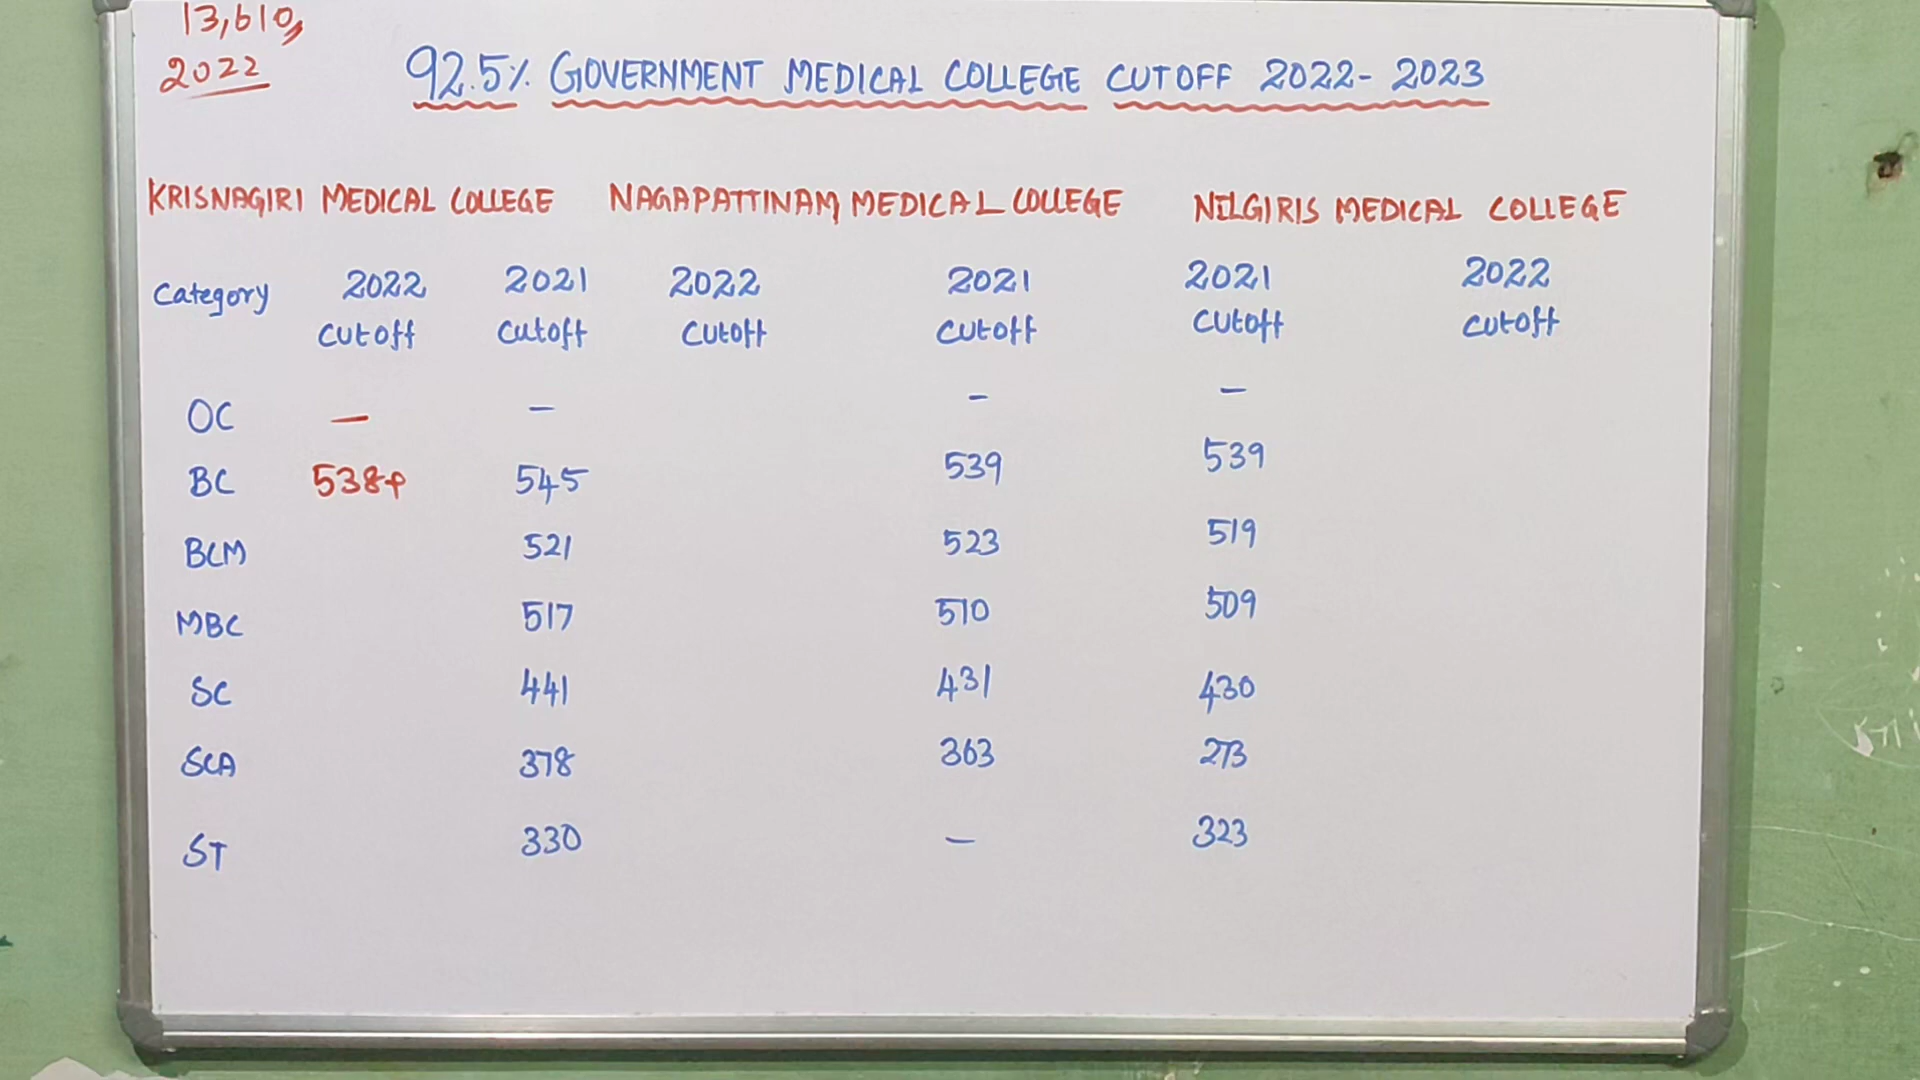 13,610,
2022
92.5% GOVERNMENT MEDICAL COLLEGE CUTOFF 2022-2023
KRISNAGIRI MEDICAL COLLEGE NAGAPATTINAM MEDICAL COLLEGE NILGIRIS MEDICAL COLLEGE
Category 2022 2021 2022 2021 2021 2022
cutoff cutoff cutoff cutoff cutoff cutoff
OC — — — —
BC 538+ 545 539 539
BCM 521 523 519
MBC 517 510 509
SC 441 431 430
SCA 378 363 273
ST 330 — 323